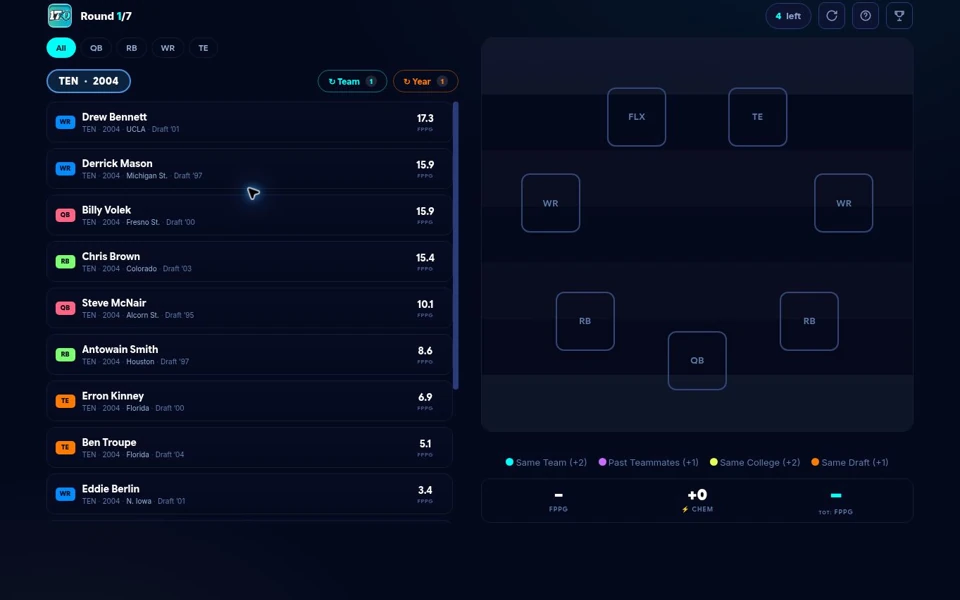 17-0 Round 1/7
4 left
All QB RB WR TE
TEN · 2004
↻ Team 1
↻ Year 1
WR Drew Bennett 17.3
TEN · 2004 · UCLA · Draft '01 FPPG
WR Derrick Mason 15.9
TEN · 2004 · Michigan St. · Draft '97 FPPG
QB Billy Volek 15.9
TEN · 2004 · Fresno St. · Draft '00 FPPG
RB Chris Brown 15.4
TEN · 2004 · Colorado · Draft '03 FPPG
QB Steve McNair 10.1
TEN · 2004 · Alcorn St. · Draft '95 FPPG
RB Antowain Smith 8.6
TEN · 2004 · Houston · Draft '97 FPPG
TE Erron Kinney 6.9
TEN · 2004 · Florida · Draft '00 FPPG
TE Ben Troupe 5.1
TEN · 2004 · Florida · Draft '04 FPPG
WR Eddie Berlin 3.4
TEN · 2004 · N. Iowa · Draft '01 FPPG
FLX TE
WR WR
RB RB
QB
Same Team (+2) Past Teammates (+1) Same College (+2) Same Draft (+1)
– +0 –
FPPG ⚡ CHEM TOT. FPPG